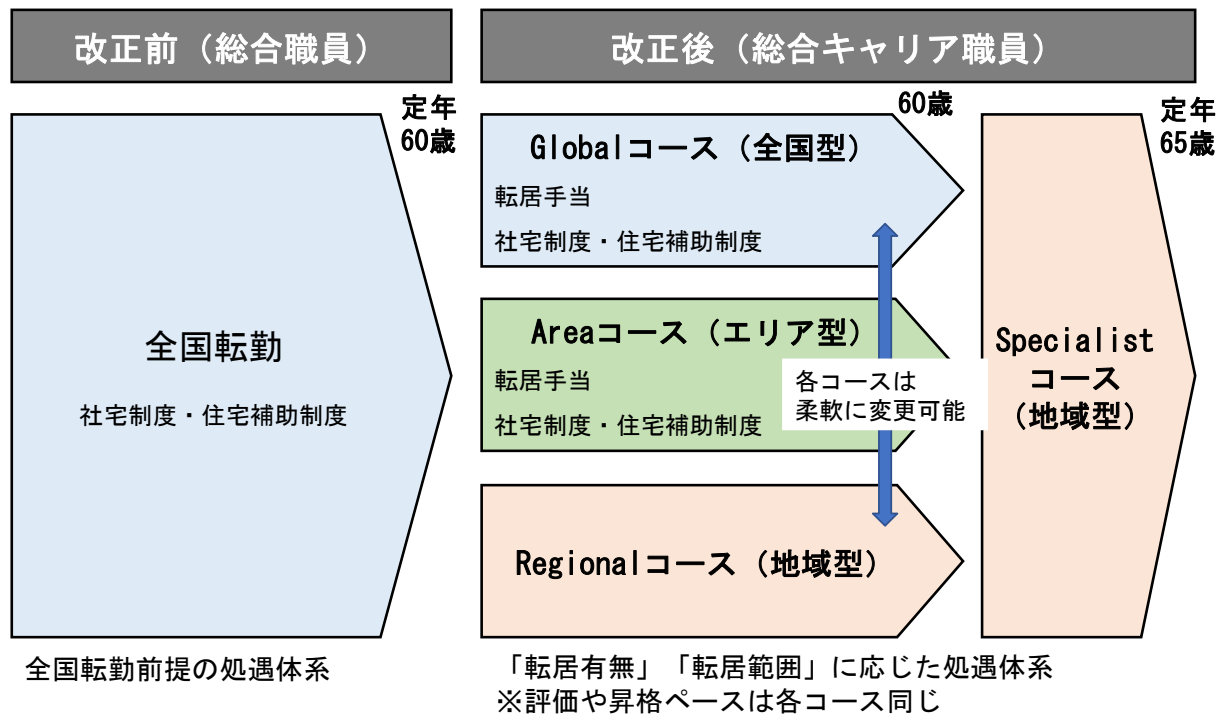 改正前（総合職員）
定年
60歳
全国転勤
社宅制度・住宅補助制度
全国転勤前提の処遇体系
改正後（総合キャリア職員）
60歳
Globalコース（全国型）
転居手当
社宅制度・住宅補助制度
Areaコース（エリア型）
転居手当
社宅制度・住宅補助制度
各コースは
柔軟に変更可能
Regionalコース（地域型）
定年
65歳
Specialist
コース
（地域型）
「転居有無」「転居範囲」に応じた処遇体系
※評価や昇格ペースは各コース同じ